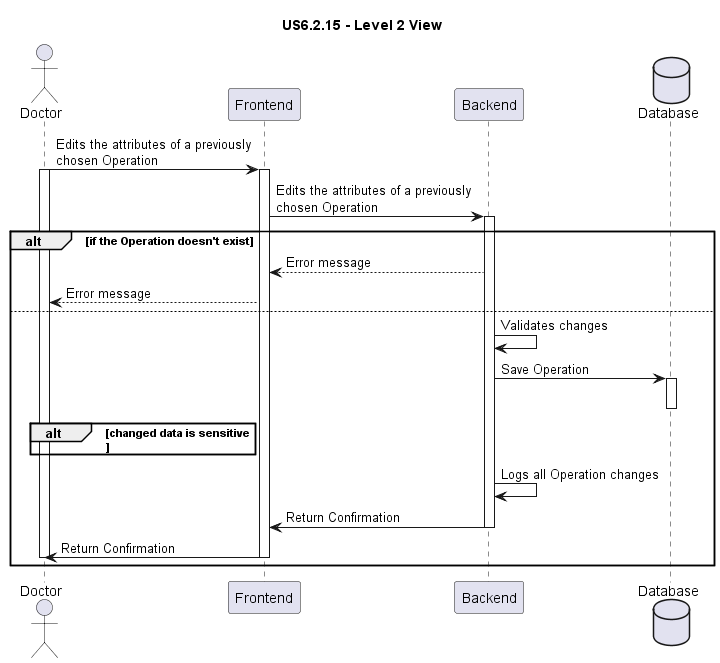 US6.2.15 - Level 2 View
Doctor
Frontend
Backend
Database
Edits the attributes of a previously
chosen Operation
Edits the attributes of a previously
chosen Operation
alt
[if the Operation doesn't exist]
Error message
Error message
Validates changes
Save Operation
alt
[changed data is sensitive
]
Logs all Operation changes
Return Confirmation
Return Confirmation
Doctor
Frontend
Backend
Database